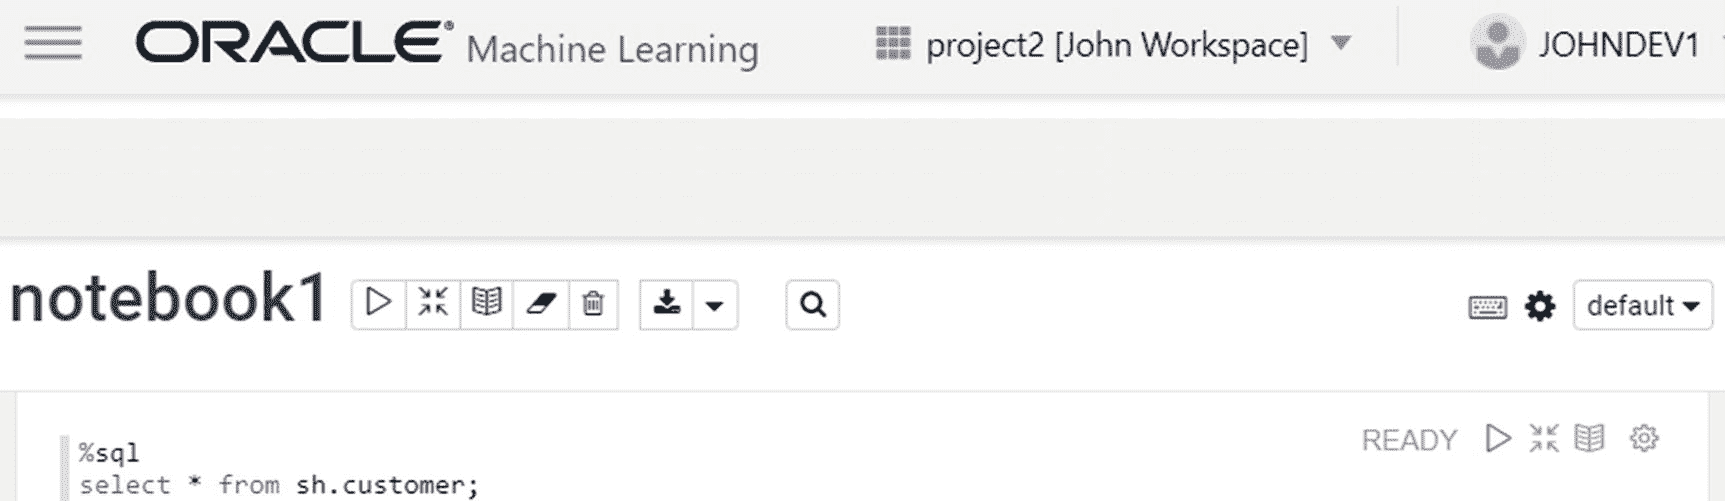 ORACLE® Machine Learning project2 [John Workspace] JOHNDEV1
notebook1 default
READY
%sql
select * from sh.customer;